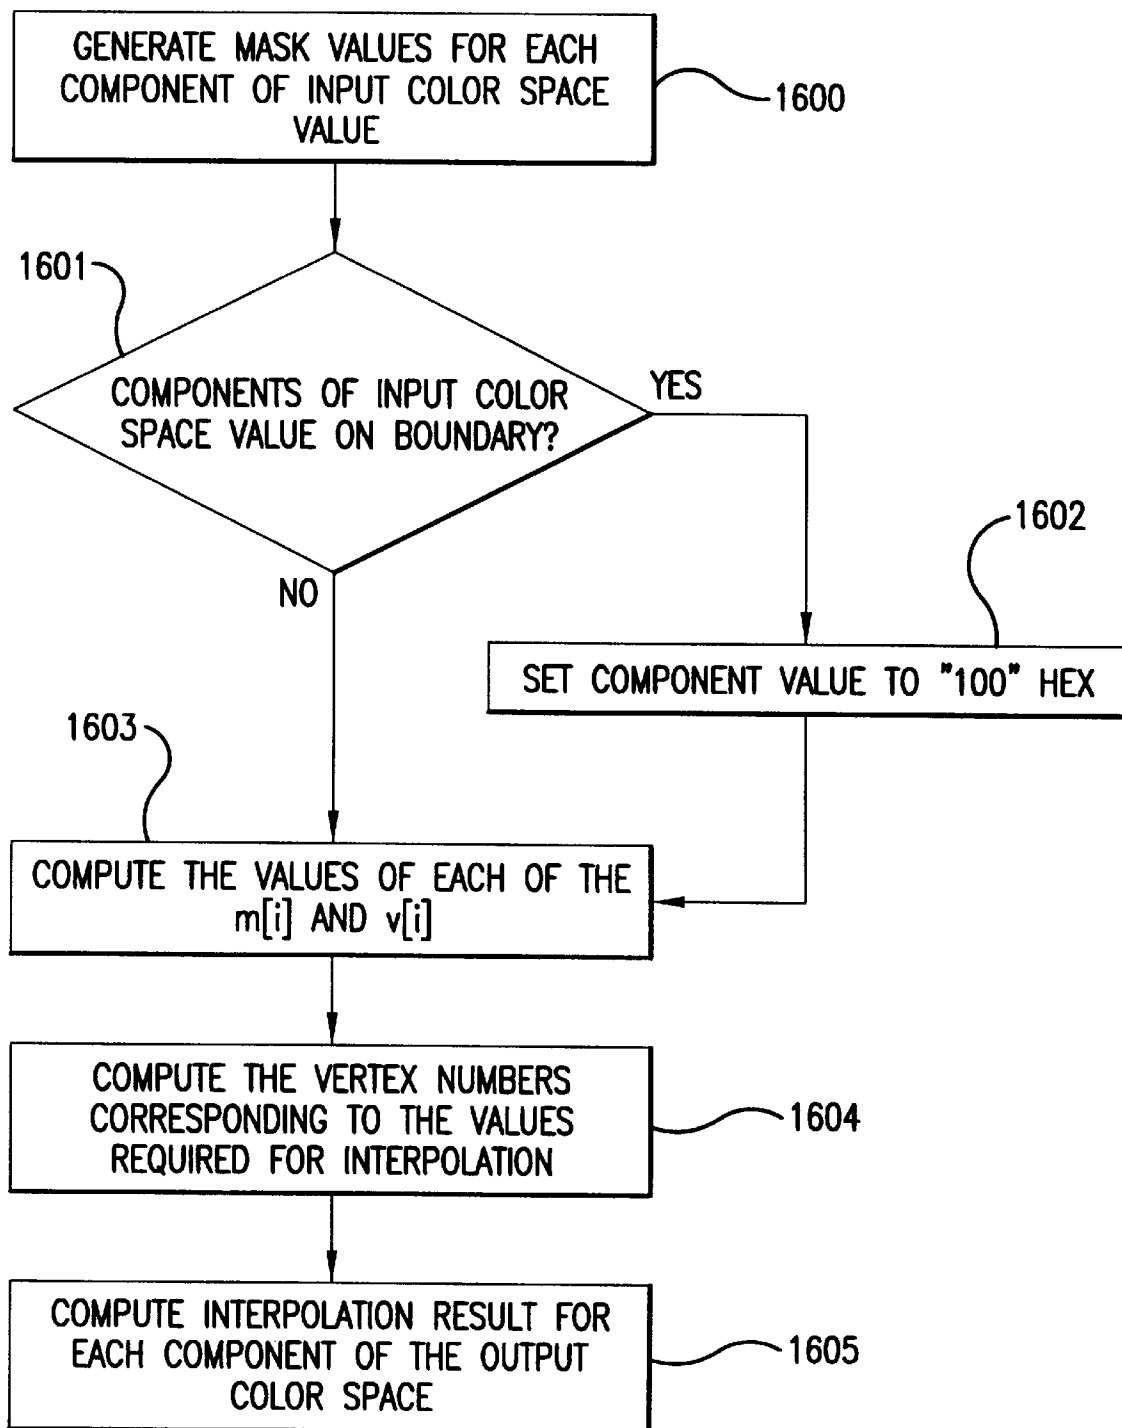 GENERATE MASK VALUES FOR EACH
COMPONENT OF INPUT COLOR SPACE
VALUE
1600
1601
COMPONENTS OF INPUT COLOR
SPACE VALUE ON BOUNDARY?
YES
NO
1602
SET COMPONENT VALUE TO "100" HEX
1603
COMPUTE THE VALUES OF EACH OF THE
m[i] AND v[i]
COMPUTE THE VERTEX NUMBERS
CORRESPONDING TO THE VALUES
REQUIRED FOR INTERPOLATION
1604
COMPUTE INTERPOLATION RESULT FOR
EACH COMPONENT OF THE OUTPUT
COLOR SPACE
1605